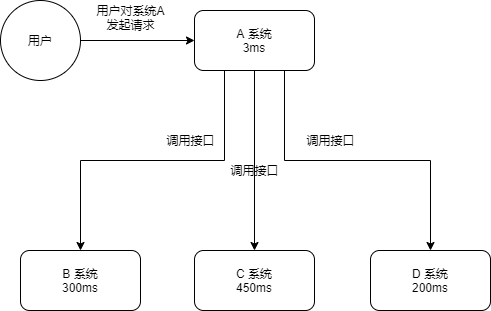 用户
用户对系统A
发起请求
A 系统
3ms
调用接口
调用接口
调用接口
B 系统
300ms
C 系统
450ms
D 系统
200ms